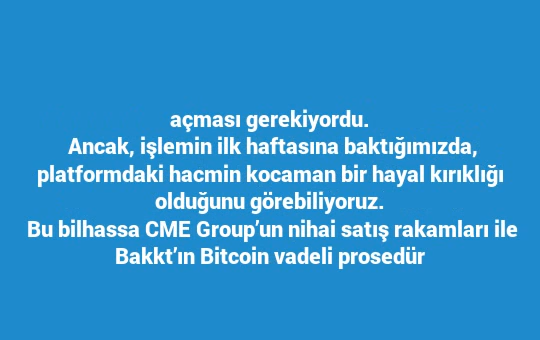 açması gerekiyordu.
Ancak, işlemin ilk haftasına baktığımızda,
platformdaki hacmin kocaman bir hayal kırıklığı
olduğunu görebiliyoruz.
Bu bilhassa CME Group’un nihai satış rakamları ile
Bakkt’ın Bitcoin vadeli prosedür